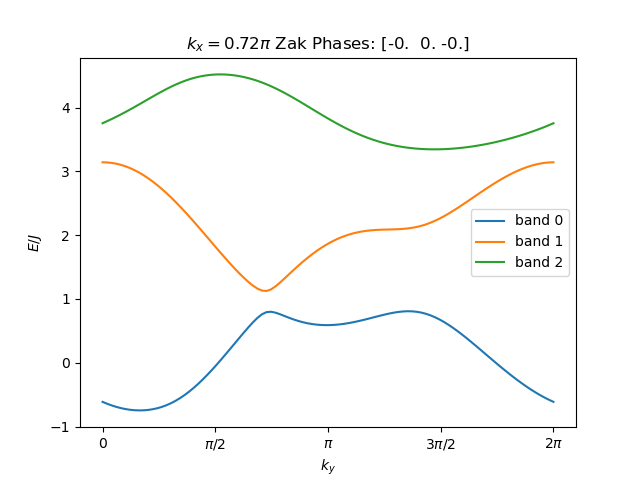 $k_x = 0.72\pi$ Zak Phases: [-0.  0. -0.]
E/J
4
3
2
1
0
−1
band 0
band 1
band 2
0
π/2
π
3π/2
2π
$k_y$